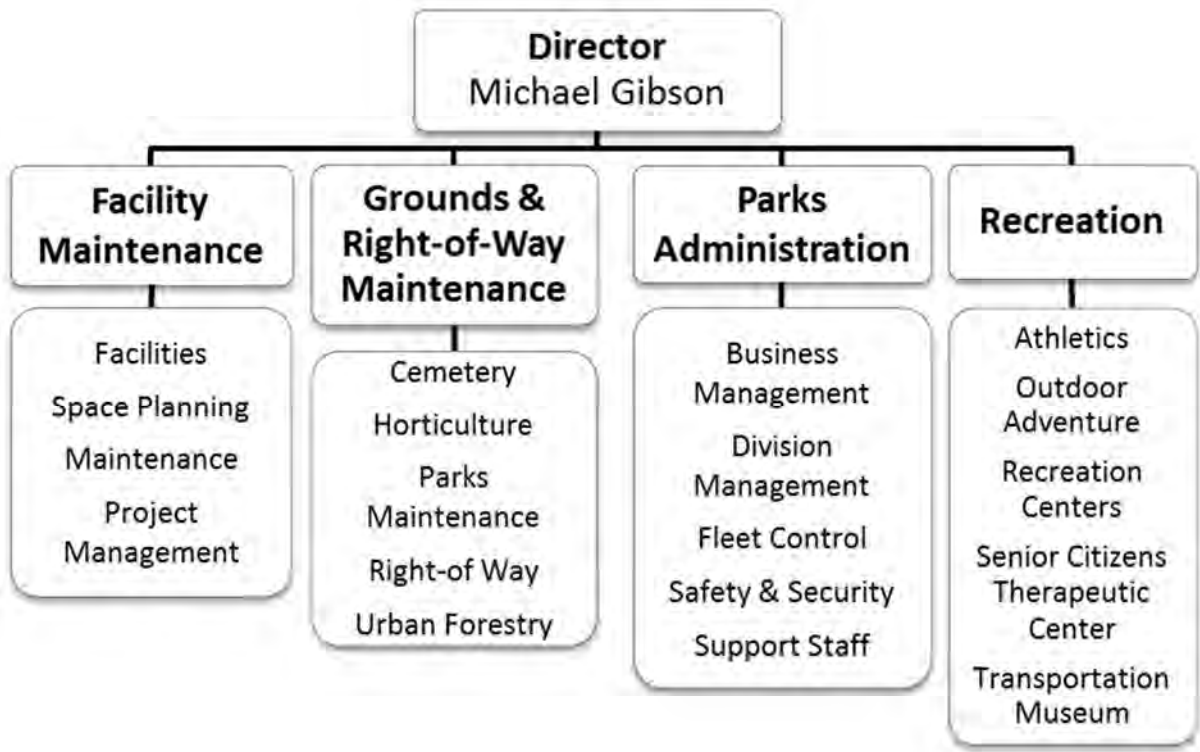 Director
Michael Gibson
Facility
Maintenance
Facilities
Space Planning
Maintenance
Project
Management
Grounds &
Right-of-Way
Maintenance
Cemetery
Horticulture
Parks
Maintenance
Right-of Way
Urban Forestry
Parks
Administration
Business
Management
Division
Management
Fleet Control
Safety & Security
Support Staff
Recreation
Athletics
Outdoor
Adventure
Recreation
Centers
Senior Citizens
Therapeutic
Center
Transportation
Museum